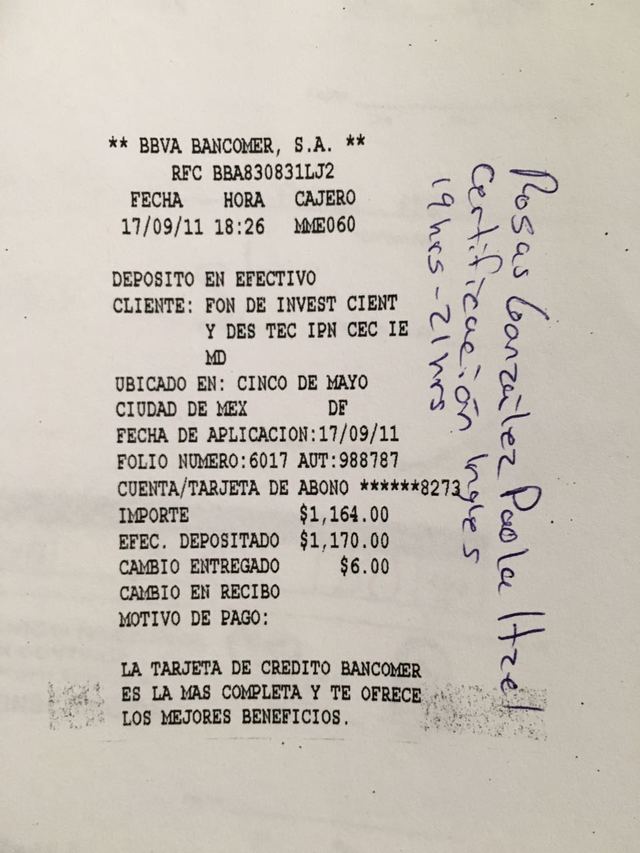 ** BBVA BANCOMER, S.A. **
RFC BBA830831LJ2
FECHA HORA CAJERO
17/09/11 18:26 MME060
DEPOSITO EN EFECTIVO
CLIENTE: FON DE INVEST CIENT
Y DES TEC IPN CEC IE
MD
UBICADO EN: CINCO DE MAYO
CIUDAD DE MEX DF
FECHA DE APLICACION:17/09/11
FOLIO NUMERO:6017 AUT:988787
CUENTA/TARJETA DE ABONO ******8273
IMPORTE $1,164.00
EFEC. DEPOSITADO $1,170.00
CAMBIO ENTREGADO $6.00
CAMBIO EN RECIBO
MOTIVO DE PAGO:
LA TARJETA DE CREDITO BANCOMER
ES LA MAS COMPLETA Y TE OFRECE
LOS MEJORES BENEFICIOS.
Rosas González Paola Itzel
Certificación Ingles
19hrs-21hrs